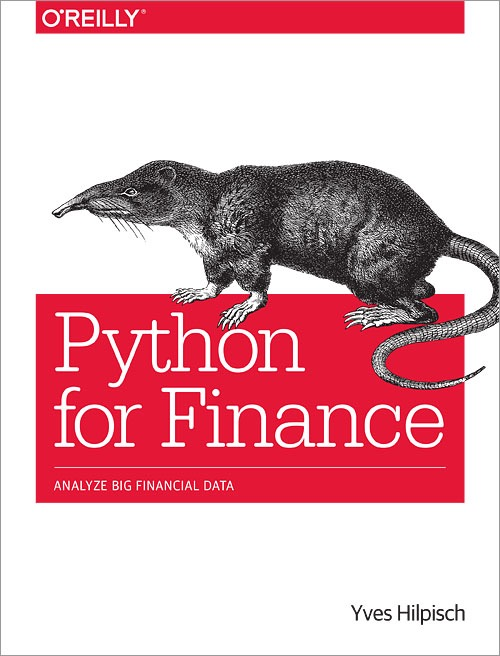 O'REILLY®
Python
for Finance
ANALYZE BIG FINANCIAL DATA
Yves Hilpisch